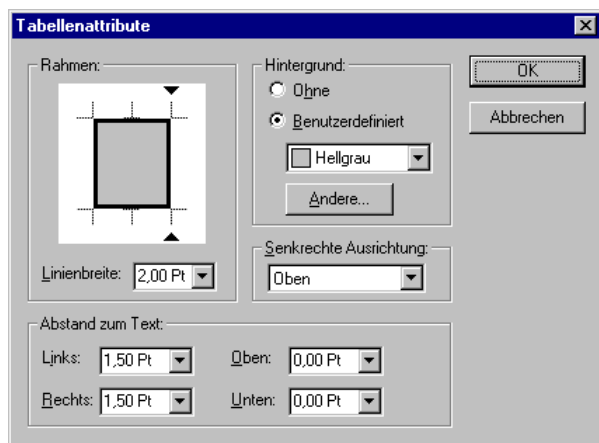 Tabellenattribute
Rahmen:
Linienbreite: 2,00 Pt
Hintergrund:
Ohne
Benutzerdefiniert
Hellgrau
Andere...
Senkrechte Ausrichtung:
Oben
OK
Abbrechen
Abstand zum Text:
Links: 1,50 Pt Oben: 0,00 Pt
Rechts: 1,50 Pt Unten: 0,00 Pt